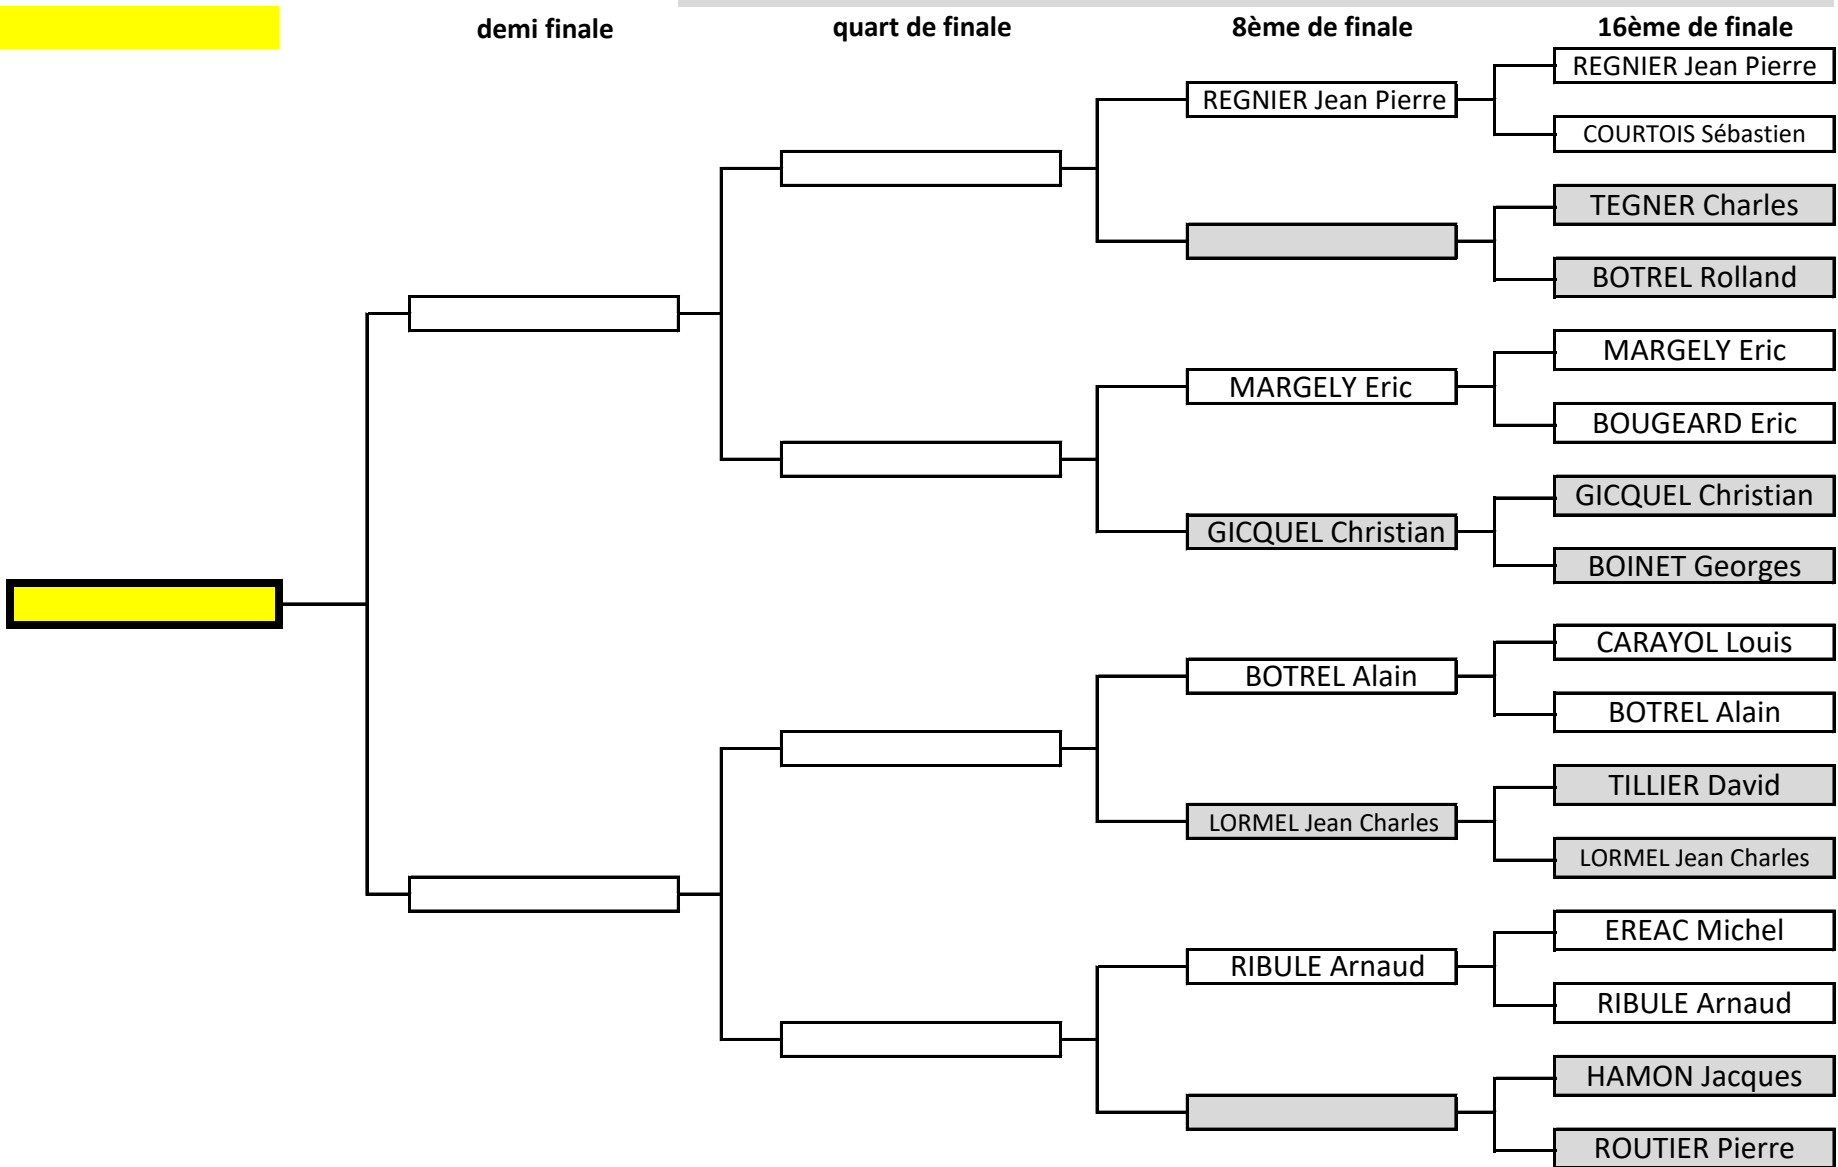 demi finale
quart de finale
8ème de finale
16ème de finale
REGNIER Jean Pierre
REGNIER Jean Pierre
COURTOIS Sébastien
TEGNER Charles
BOTREL Rolland
MARGELY Eric
MARGELY Eric
BOUGEARD Eric
GICQUEL Christian
GICQUEL Christian
BOINET Georges
CARAYOL Louis
BOTREL Alain
BOTREL Alain
TILLIER David
LORMEL Jean Charles
LORMEL Jean Charles
EREAC Michel
RIBULE Arnaud
RIBULE Arnaud
HAMON Jacques
ROUTIER Pierre